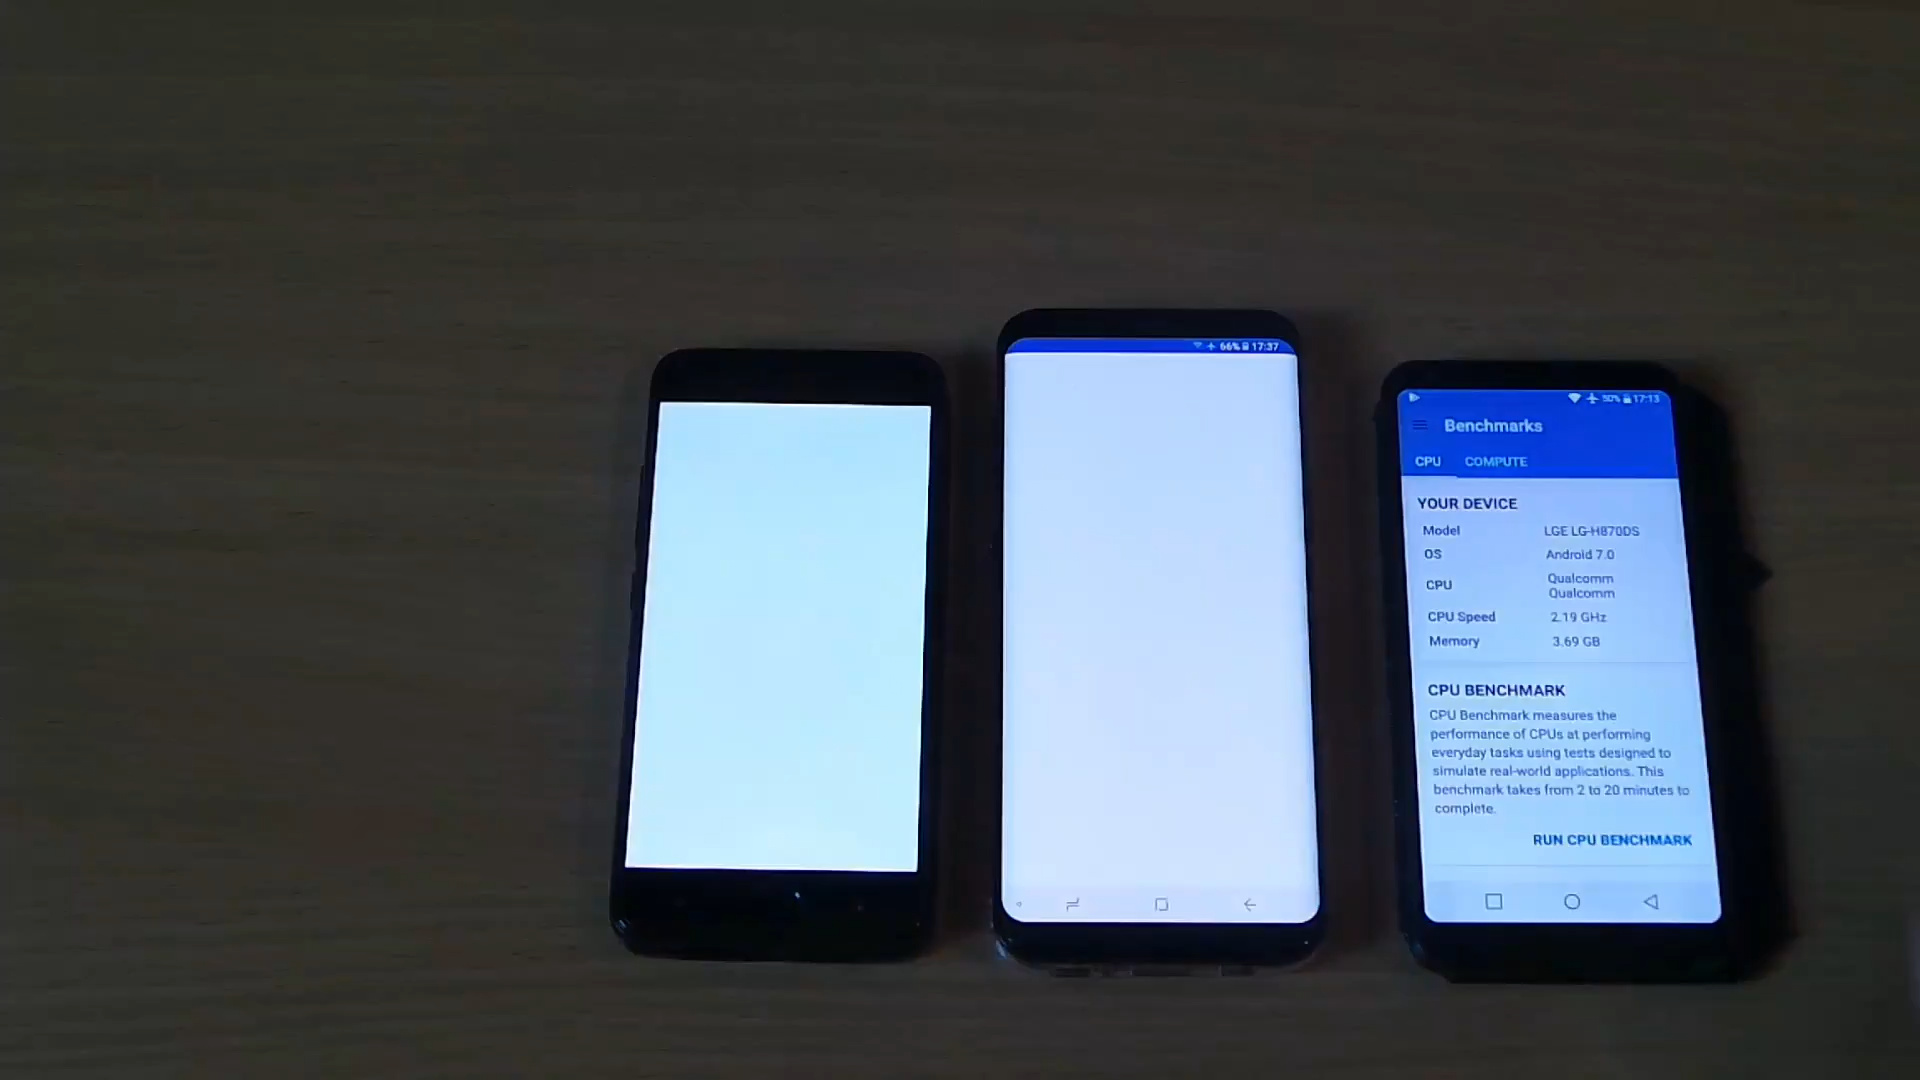 66% 17:37
50% 17:13
Benchmarks
CPU COMPUTE
YOUR DEVICE
Model LGE LG-H870DS
OS Android 7.0
CPU Qualcomm
Qualcomm
CPU Speed 2.19 GHz
Memory 3.69 GB
CPU BENCHMARK
CPU Benchmark measures the
performance of CPUs at performing
everyday tasks using tests designed to
simulate real-world applications. This
benchmark takes from 2 to 20 minutes to
complete.
RUN CPU BENCHMARK